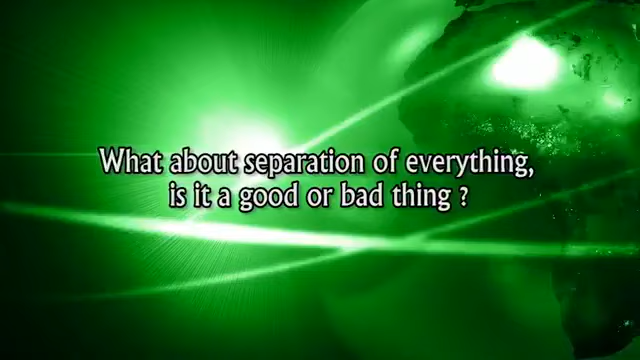 What about separation of everything,
is it a good or bad thing ?